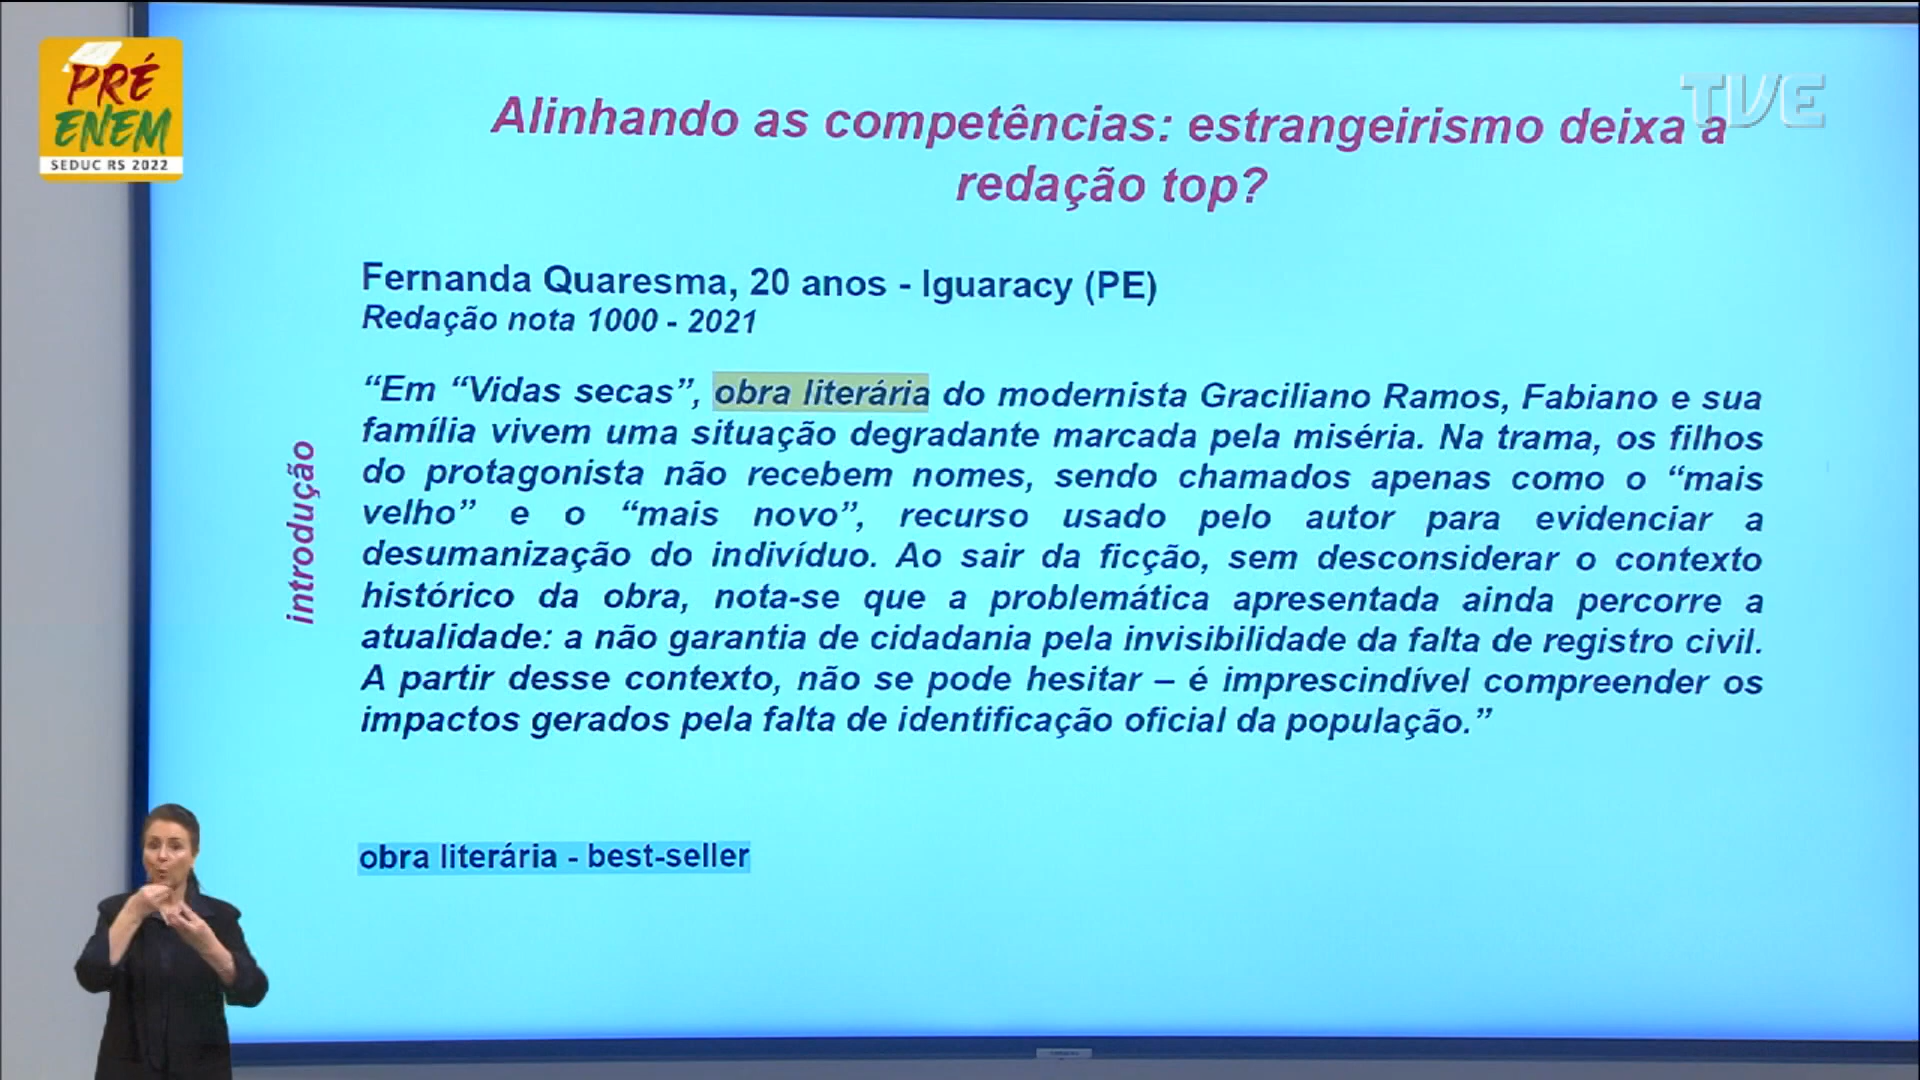 PRÉ
ENEM
SEDUC RS 2022
TVE
Alinhando as competências: estrangeirismo deixa a
redação top?
Fernanda Quaresma, 20 anos - Iguaracy (PE)
Redação nota 1000 - 2021
introdução
“Em “Vidas secas”, obra literária do modernista Graciliano Ramos, Fabiano e sua
família vivem uma situação degradante marcada pela miséria. Na trama, os filhos
do protagonista não recebem nomes, sendo chamados apenas como o “mais
velho” e o “mais novo”, recurso usado pelo autor para evidenciar a
desumanização do indivíduo. Ao sair da ficção, sem desconsiderar o contexto
histórico da obra, nota-se que a problemática apresentada ainda percorre a
atualidade: a não garantia de cidadania pela invisibilidade da falta de registro civil.
A partir desse contexto, não se pode hesitar – é imprescindível compreender os
impactos gerados pela falta de identificação oficial da população.”
obra literária - best-seller